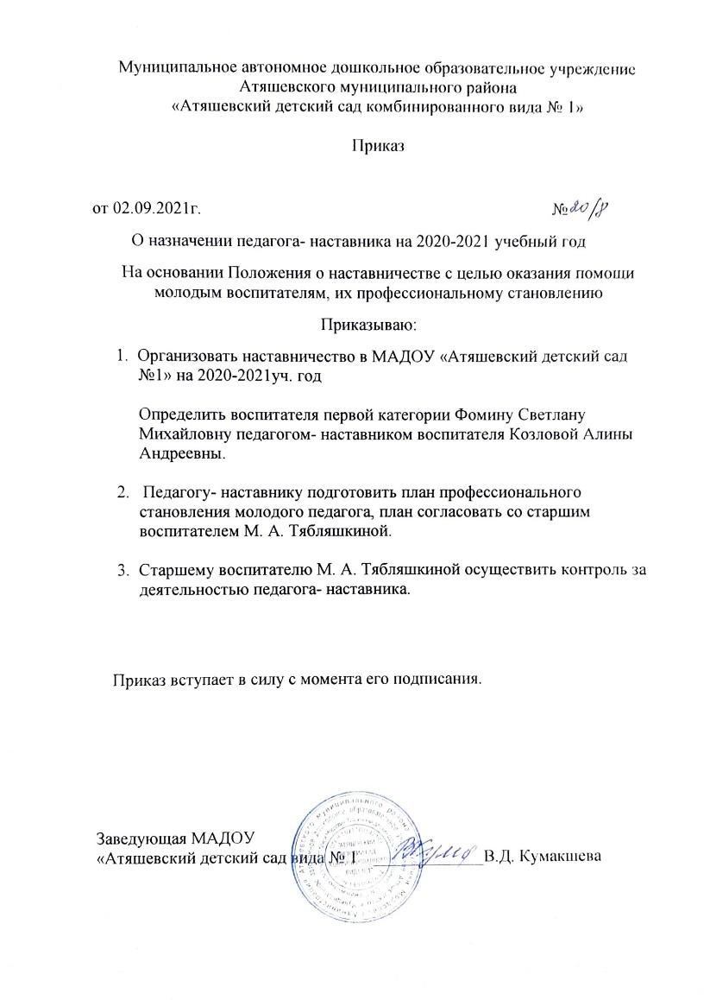 Муниципальное автономное дошкольное образовательное учреждение
Атяшевского муниципального района
«Атяшевский детский сад комбинированного вида № 1»
Приказ
от 02.09.2021г. № 20/8
О назначении педагога- наставника на 2020-2021 учебный год
На основании Положения о наставничестве с целью оказания помощи
молодым воспитателям, их профессиональному становлению
Приказываю:
1. Организовать наставничество в МАДОУ «Атяшевский детский сад
№1» на 2020-2021уч. год
Определить воспитателя первой категории Фомину Светлану
Михайловну педагогом- наставником воспитателя Козловой Алины
Андреевны.
2. Педагогу- наставнику подготовить план профессионального
становления молодого педагога, план согласовать со старшим
воспитателем М. А. Тябляшкиной.
3. Старшему воспитателю М. А. Тябляшкиной осуществить контроль за
деятельностью педагога- наставника.
Приказ вступает в силу с момента его подписания.
Заведующая МАДОУ
«Атяшевский детский сад вида № 1 _____________В.Д. Кумакшева